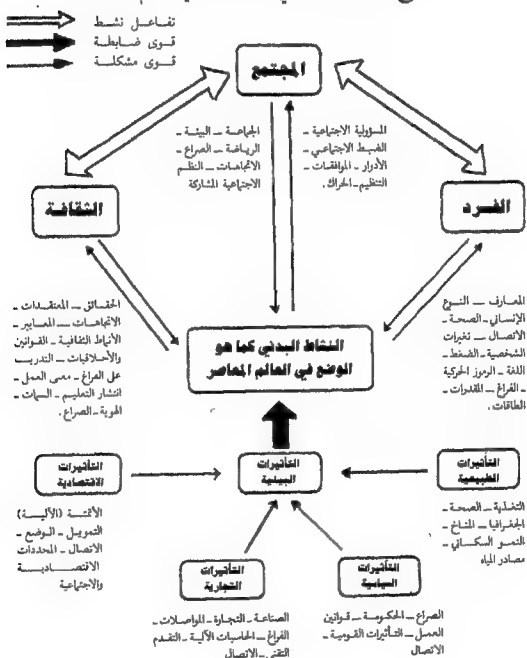 تفاعل نشط
قوى ضابطة
قوى مشكلة
المجتمع
المسؤولية الاجتماعية -
الضبط الاجتماعي -
الأدوار - الموافقات -
التنظيم - الحراك.
الجماعة - البيئة -
الرياضة - الصراع -
الاتجاهات - النظم
الاجتماعية المشاركة
الفرد
الثقافة
المعارف - النوع
الإنساني - الصحة -
الاتصال - تغيرات
الشخصية - الضغط -
اللغة - الرموز الحركية
- الفراغ - المقدرات -
الطاقات.
الحقائق - المعتقدات -
الاتجاهات - المعايير -
الأنماط الثقافية - القوانين
والأخلاقيات - التدريب
على الفراغ - معنى العمل -
انتشار التعليم - السمات -
الهوية - الصراع.
النشاط البدني كما هو
الوضع في العالم المعاصر
التأثيرات
الطبيعية
التأثيرات
البيئية
التأثيرات
الاقتصادية
التغذية - الصحة -
الجغرافيا - المناخ -
النمو السكاني -
مصادر المياه
الأتمتة (الآلية)
التمويل - الوضع -
الاتصال - المحددات
الاقتصادية
والاجتماعية
التأثيرات
السياسية
التأثيرات
التجارية
الصراع - الحكومة - قوانين
العمل - التأثيرات القومية -
الاتصال
الصناعة - التجارة - المواصلات -
الفراغ - الحاسبات الآلية - التقدم
التقني - الاتصال